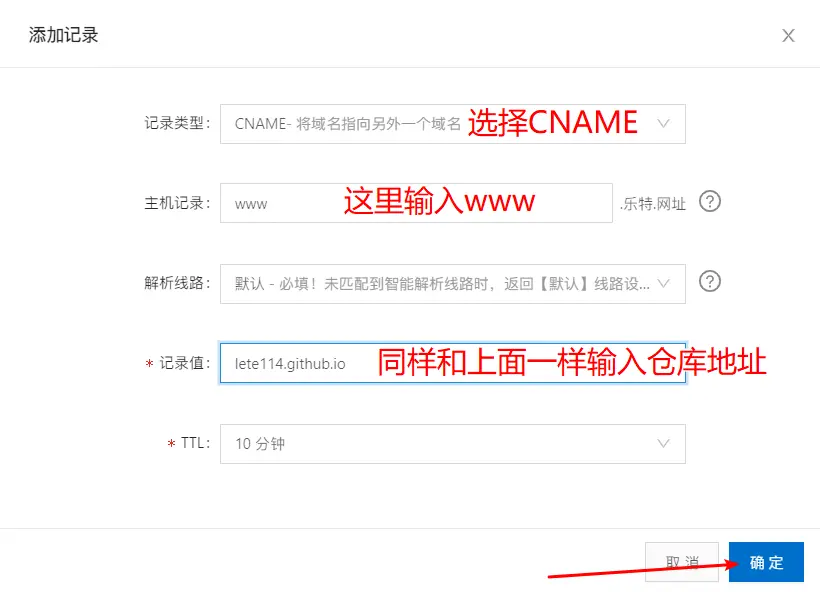 添加记录
记录类型: CNAME- 将域名指向另外一个域名 选择CNAME
主机记录: www 这里输入www .乐特.网址 ?
解析线路: 默认 - 必填！未匹配到智能解析线路时，返回【默认】线路设... ?
* 记录值: lete114.github.io 同样和上面一样输入仓库地址
* TTL: 10 分钟
取 消 确 定